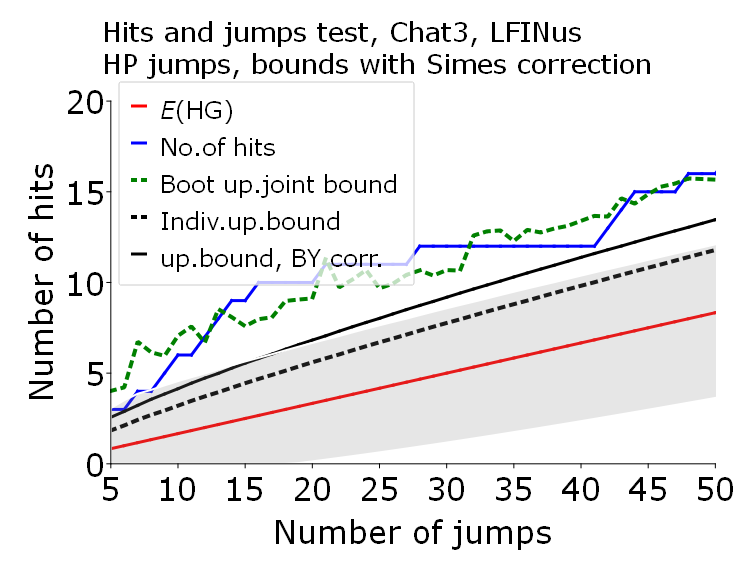 Hits and jumps test, Chat3, LFINus
HP jumps, bounds with Simes correction
E(HG)
No.of hits
Boot up.joint bound
Indiv.up.bound
up.bound, BY corr.
Number of hits
20
15
10
5
0
5 10 15 20 25 30 35 40 45 50
Number of jumps